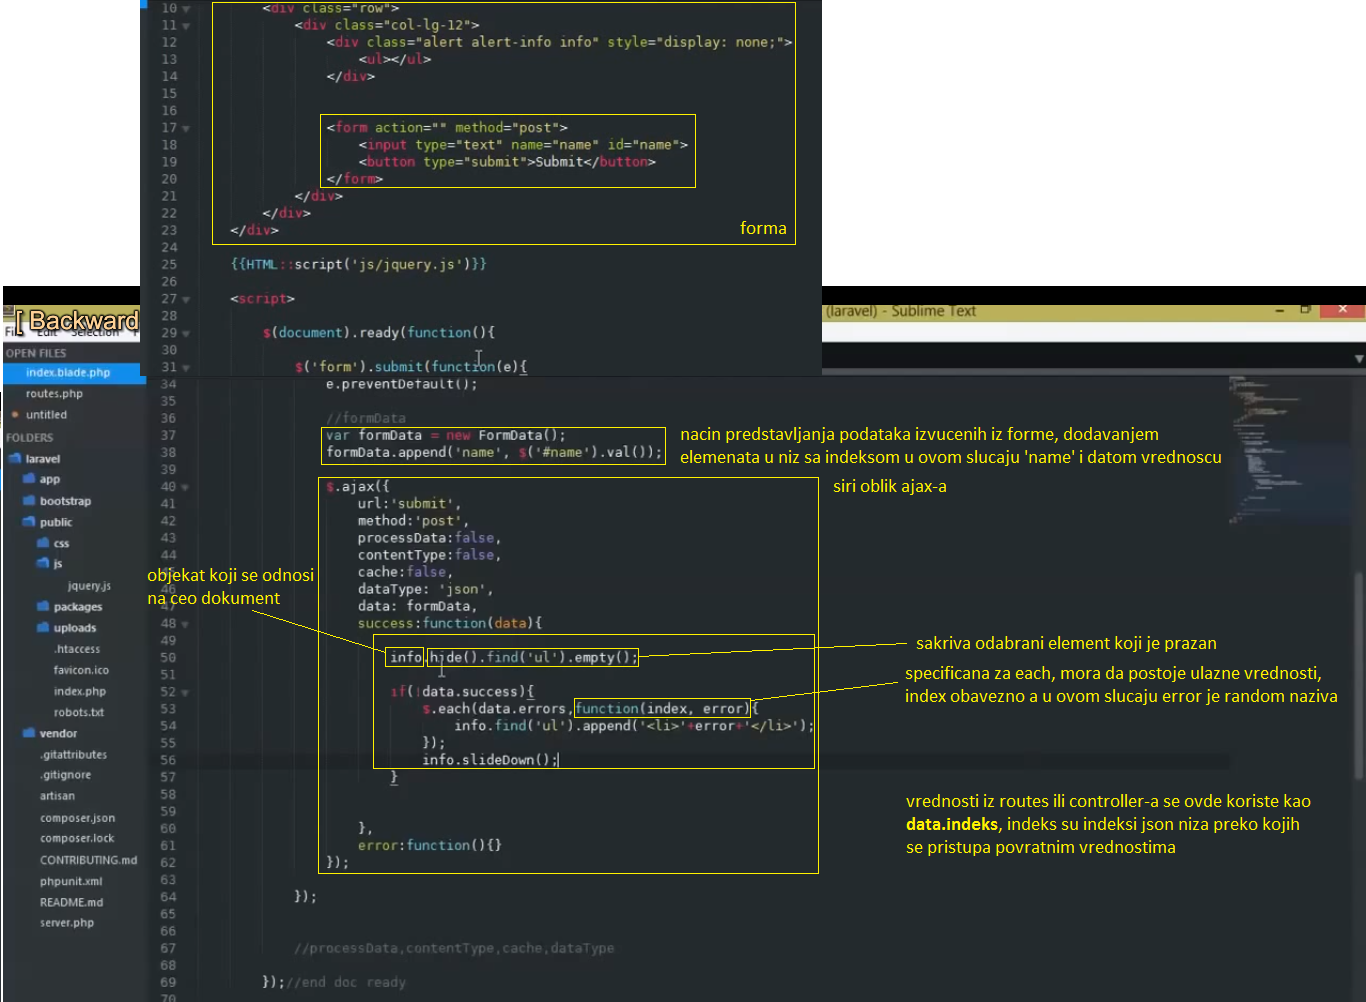 10 <div class="row">
11 <div class="col-lg-12">
12 <div class="alert alert-info info" style="display: none;">
13 <ul></ul>
14 </div>
15
16
17 <form action="" method="post">
18 <input type="text" name="name" id="name">
19 <button type="submit">Submit</button>
20 </form>
21 </div>
22 </div>
23 </div>
forma
24
25 {{HTML::script('js/jquery.js')}}
26
27 <script>
28
29 $(document).ready(function(){
30
31 $('form').submit(function(e){
[ Backward
(laravel) - Sublime Text
Edit Selection
OPEN FILES
index.blade.php
routes.php
untitled
FOLDERS
laravel
app
bootstrap
public
css
js
jquery.js
packages
uploads
.htaccess
favicon.ico
index.php
robots.txt
vendor
.gitattributes
.gitignore
artisan
composer.json
composer.lock
CONTRIBUTING.md
phpunit.xml
README.md
server.php
34 e.preventDefault();
35
36 //formData
37 var formData = new FormData();
38 formData.append('name', $('#name').val());
nacin predstavljanja podataka izvucenih iz forme, dodavanjem
elemenata u niz sa indeksom u ovom slucaju 'name' i datom vrednoscu
39
40 $.ajax({
siri oblik ajax-a
41 url:'submit',
42 method:'post',
43 processData:false,
44 contentType:false,
cache:false,
46 dataType: 'json',
data: formData,
objekat koji se odnosi
na ceo dokument
48 success:function(data){
49
50 info.hide().find('ul').empty();
sakriva odabrani element koji je prazan
51
52 if(!data.success){
53 $.each(data.errors,function(index, error){
54 info.find('ul').append('<li>'+error+'</li>');
specificana za each, mora da postoje ulazne vrednosti,
index obavezno a u ovom slucaju error je random naziva
55 });
56 info.slideDown();
57 }
58
59
60 },
61 error:function(){}
62 });
vrednosti iz routes ili controller-a se ovde koriste kao
data.indeks, indeks su indeksi json niza preko kojih
se pristupa povratnim vrednostima
63
64 });
65
66
67 //processData,contentType,cache,dataType
68
69 });//end doc ready
70